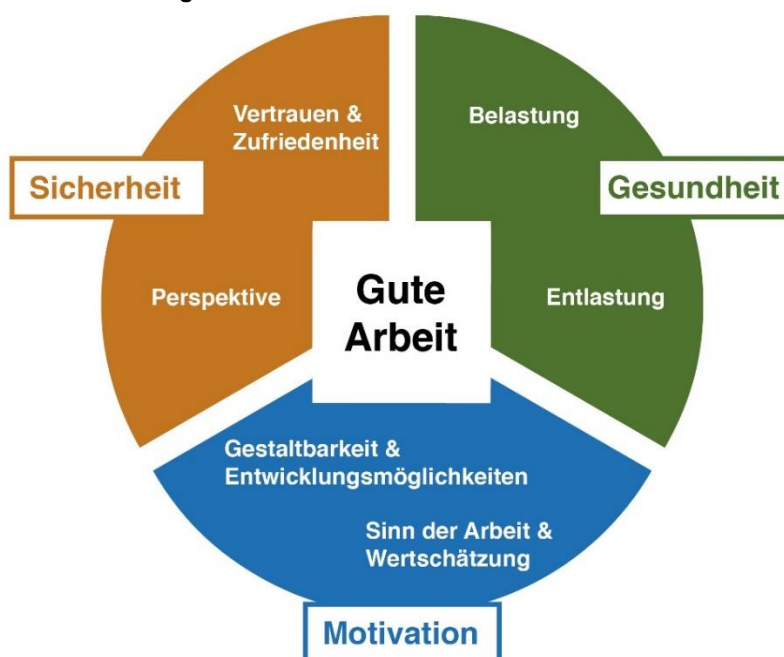 Vertrauen &
Zufriedenheit
Belastung
Sicherheit
Gesundheit
Perspektive
Gute
Arbeit
Entlastung
Gestaltbarkeit &
Entwicklungsmöglichkeiten
Sinn der Arbeit &
Wertschätzung
Motivation